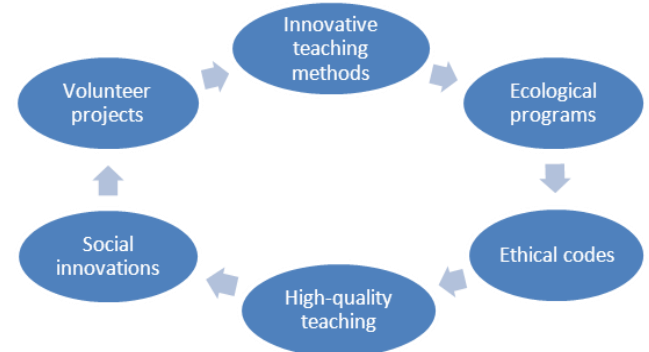 Innovative
teaching
methods
Ecological
programs
Ethical codes
High-quality
teaching
Social
innovations
Volunteer
projects